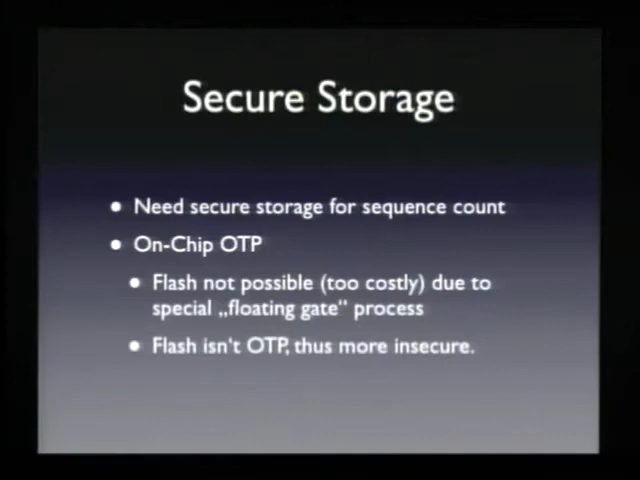 Secure Storage
• Need secure storage for sequence count
• On-Chip OTP
• Flash not possible (too costly) due to
special „floating gate“ process
• Flash isn't OTP, thus more insecure.